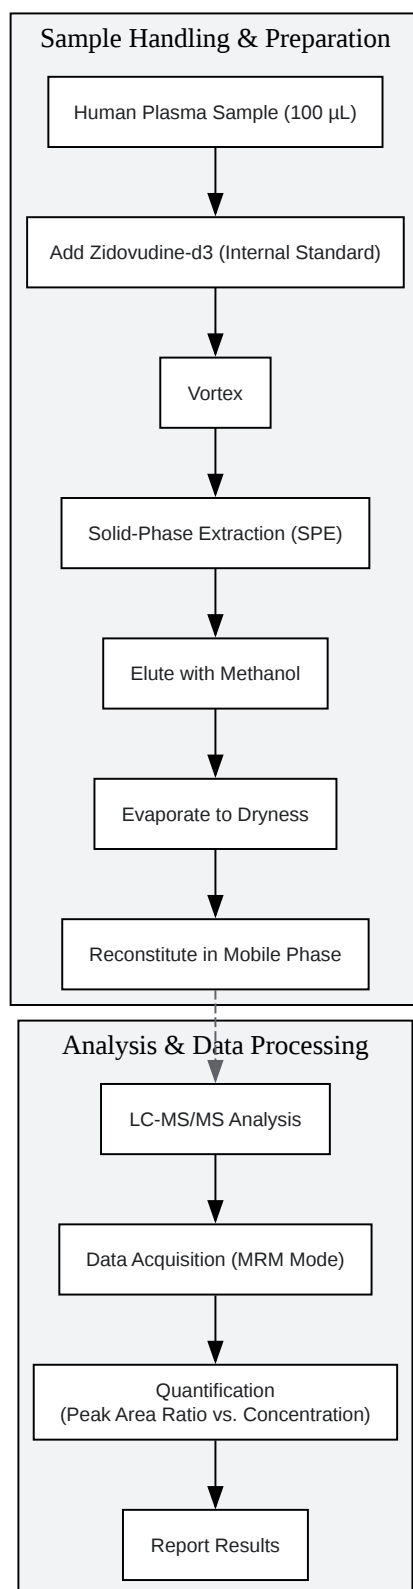 Sample Handling & Preparation
Human Plasma Sample (100 µL)
Add Zidovudine-d3 (Internal Standard)
Vortex
Solid-Phase Extraction (SPE)
Elute with Methanol
Evaporate to Dryness
Reconstitute in Mobile Phase
Analysis & Data Processing
LC-MS/MS Analysis
Data Acquisition (MRM Mode)
Quantification
(Peak Area Ratio vs. Concentration)
Report Results